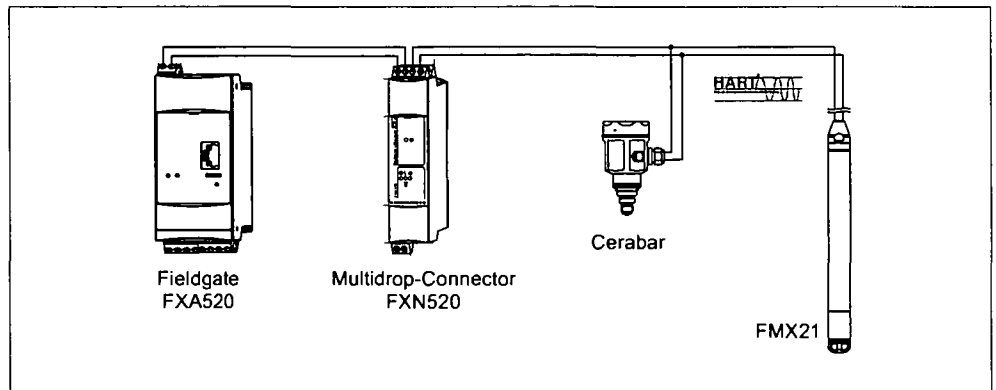 HART
Cerabar
Fieldgate
FXA520
Multidrop-Connector
FXN520
FMX21